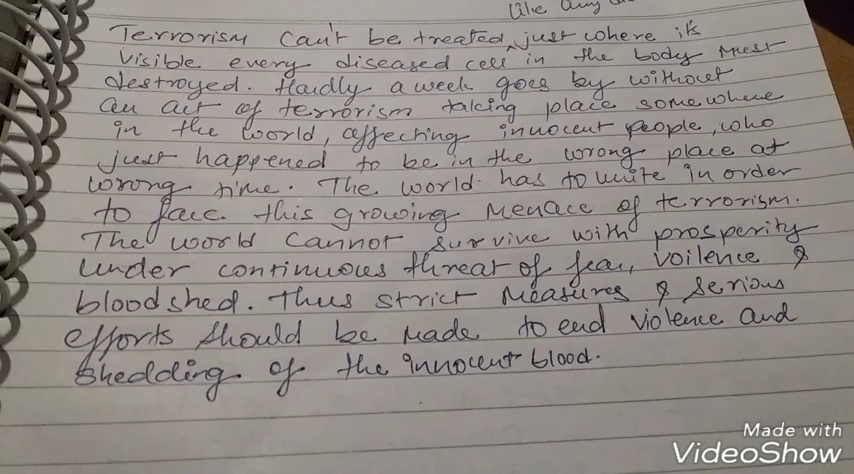 like any
Terrorism can't be treated just where it's
visible every diseased cell in the body must
destroyed. Hardly a week goes by without
an act of terrorism taking place somewhere
in the world, affecting innocent people, who
just happened to be in the wrong place at
wrong time. The world has to unite in order
to face this growing menace of terrorism.
The world cannot survive with prosperity
under continuous threat of fear, voilence &
bloodshed. Thus strict measures & serious
efforts should be made to end violence and
shedding of the innocent blood.
Made with
VideoShow